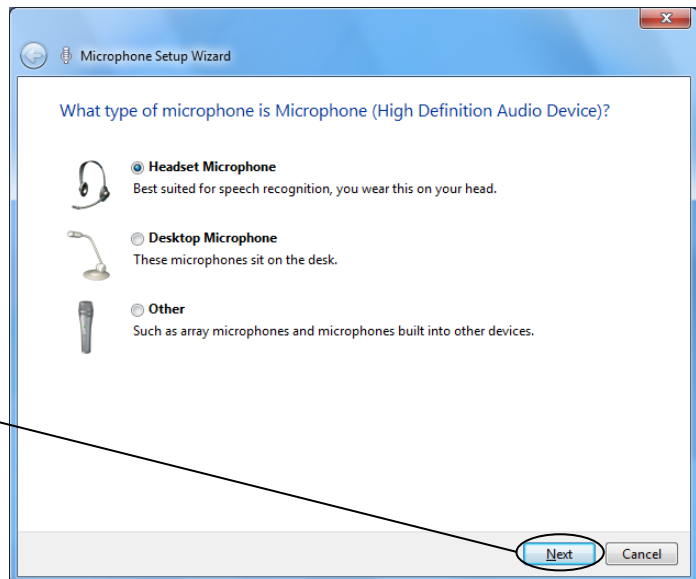 Microphone Setup Wizard
What type of microphone is Microphone (High Definition Audio Device)?
Headset Microphone
Best suited for speech recognition, you wear this on your head.
Desktop Microphone
These microphones sit on the desk.
Other
Such as array microphones and microphones built into other devices.
Next Cancel